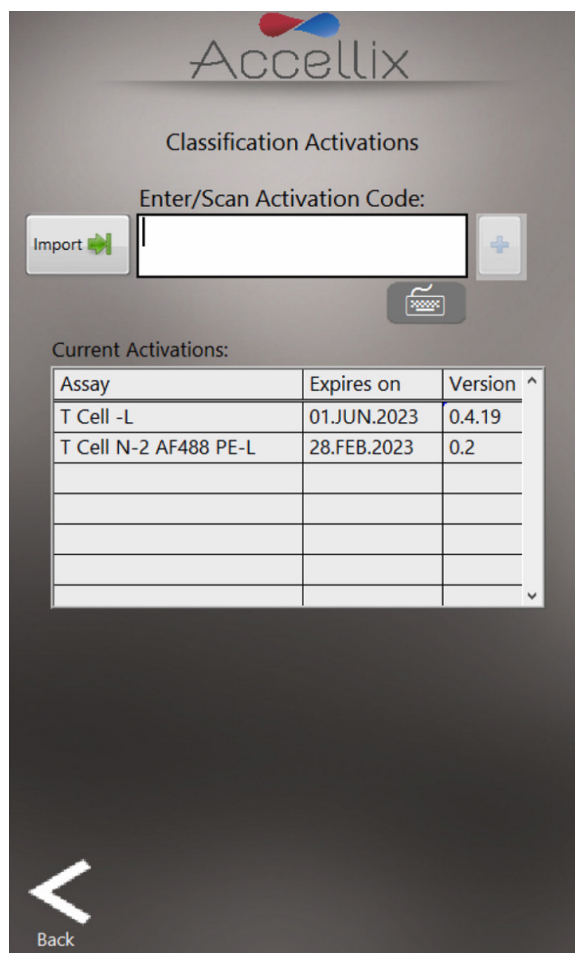 Accellix
Classification Activations
Enter/Scan Activation Code:
Import
Current Activations:
Assay Expires on Version
T Cell -L 01.JUN.2023 0.4.19
T Cell N-2 AF488 PE-L 28.FEB.2023 0.2
Back